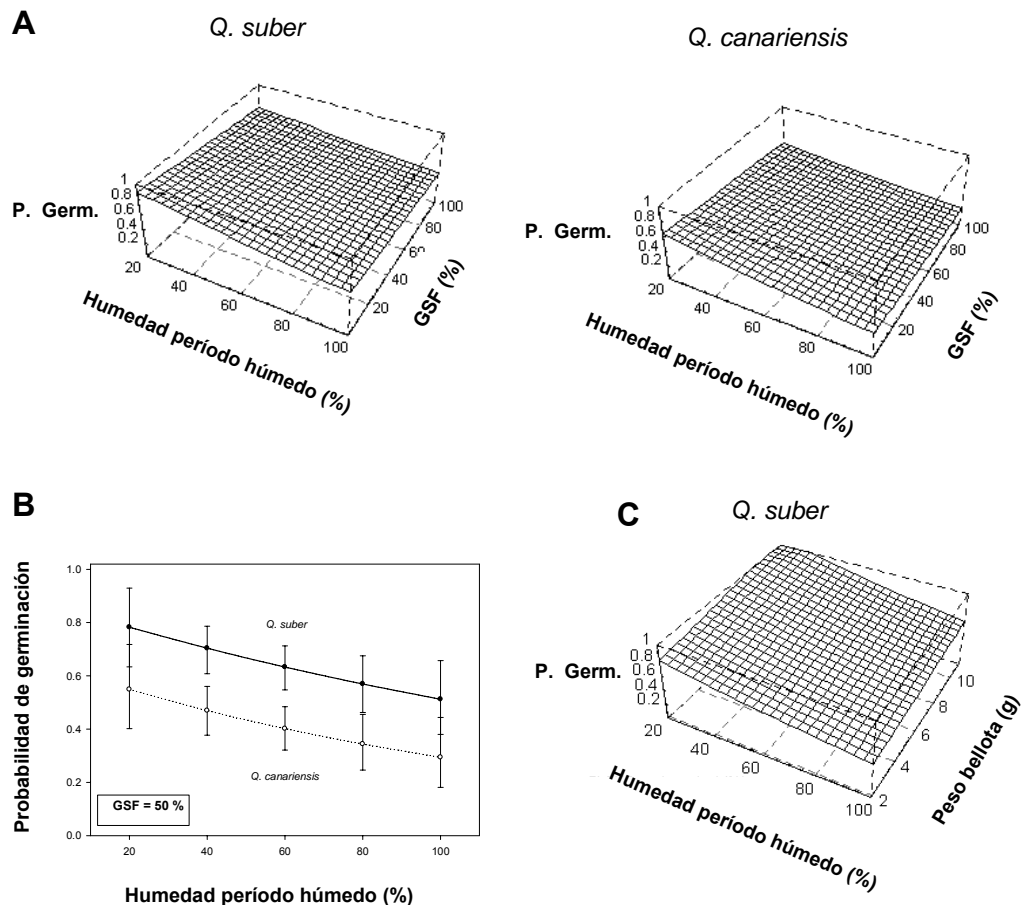 A
Q. suber
Q. canariensis
1
0.8
0.6
0.4
0.2
P. Germ.
20
40
60
80
100
Humedad período húmedo (%)
20
40
60
80
100
GSF (%)
1
0.8
0.6
0.4
0.2
P. Germ.
20
40
60
80
100
Humedad período húmedo (%)
20
40
60
80
100
GSF (%)
B
Probabilidad de germinación
1.0
0.8
0.6
0.4
0.2
0.0
Q. suber
Q. canariensis
GSF = 50 %
20
40
60
80
100
Humedad período húmedo (%)
C
Q. suber
1
0.8
0.6
0.4
0.2
P. Germ.
20
40
60
80
100
Humedad período húmedo (%)
2
4
6
8
10
Peso bellota (g)